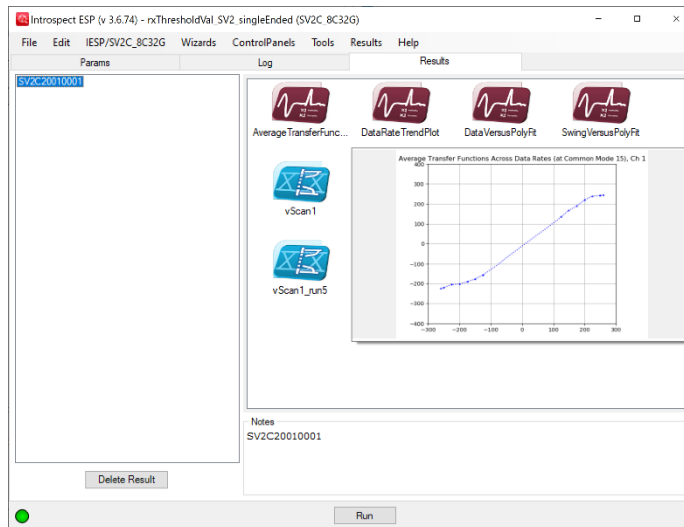 Introspect ESP (v 3.6.74) - rxThresholdVal_SV2_singleEnded (SV2C_8C32G)
File Edit IESP/SV2C_8C32G Wizards ControlPanels Tools Results Help
Params Log Results
SV2C20010001
AverageTransferFunc... DataRateTrendPlot DataVersusPolyFit SwingVersusPolyFit
vScan1
vScan1_run5
Average Transfer Functions Across Data Rates (at Common Mode 15), Ch 1
400
300
200
100
0
−100
−200
−300
−400
−300 −200 −100 0 100 200 300
Notes
SV2C20010001
Delete Result
Run